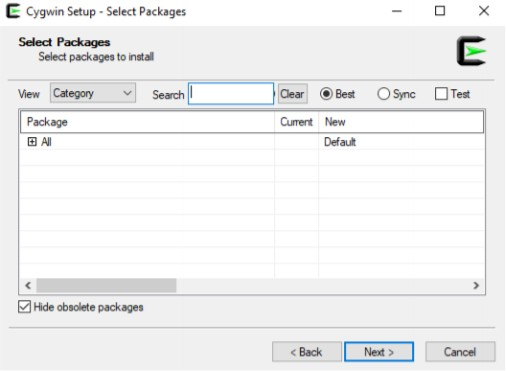 Cygwin Setup - Select Packages
Select Packages
Select packages to install
View Category Search Clear Best Sync Test
Package Current New
All Default
Hide obsolete packages
< Back Next > Cancel